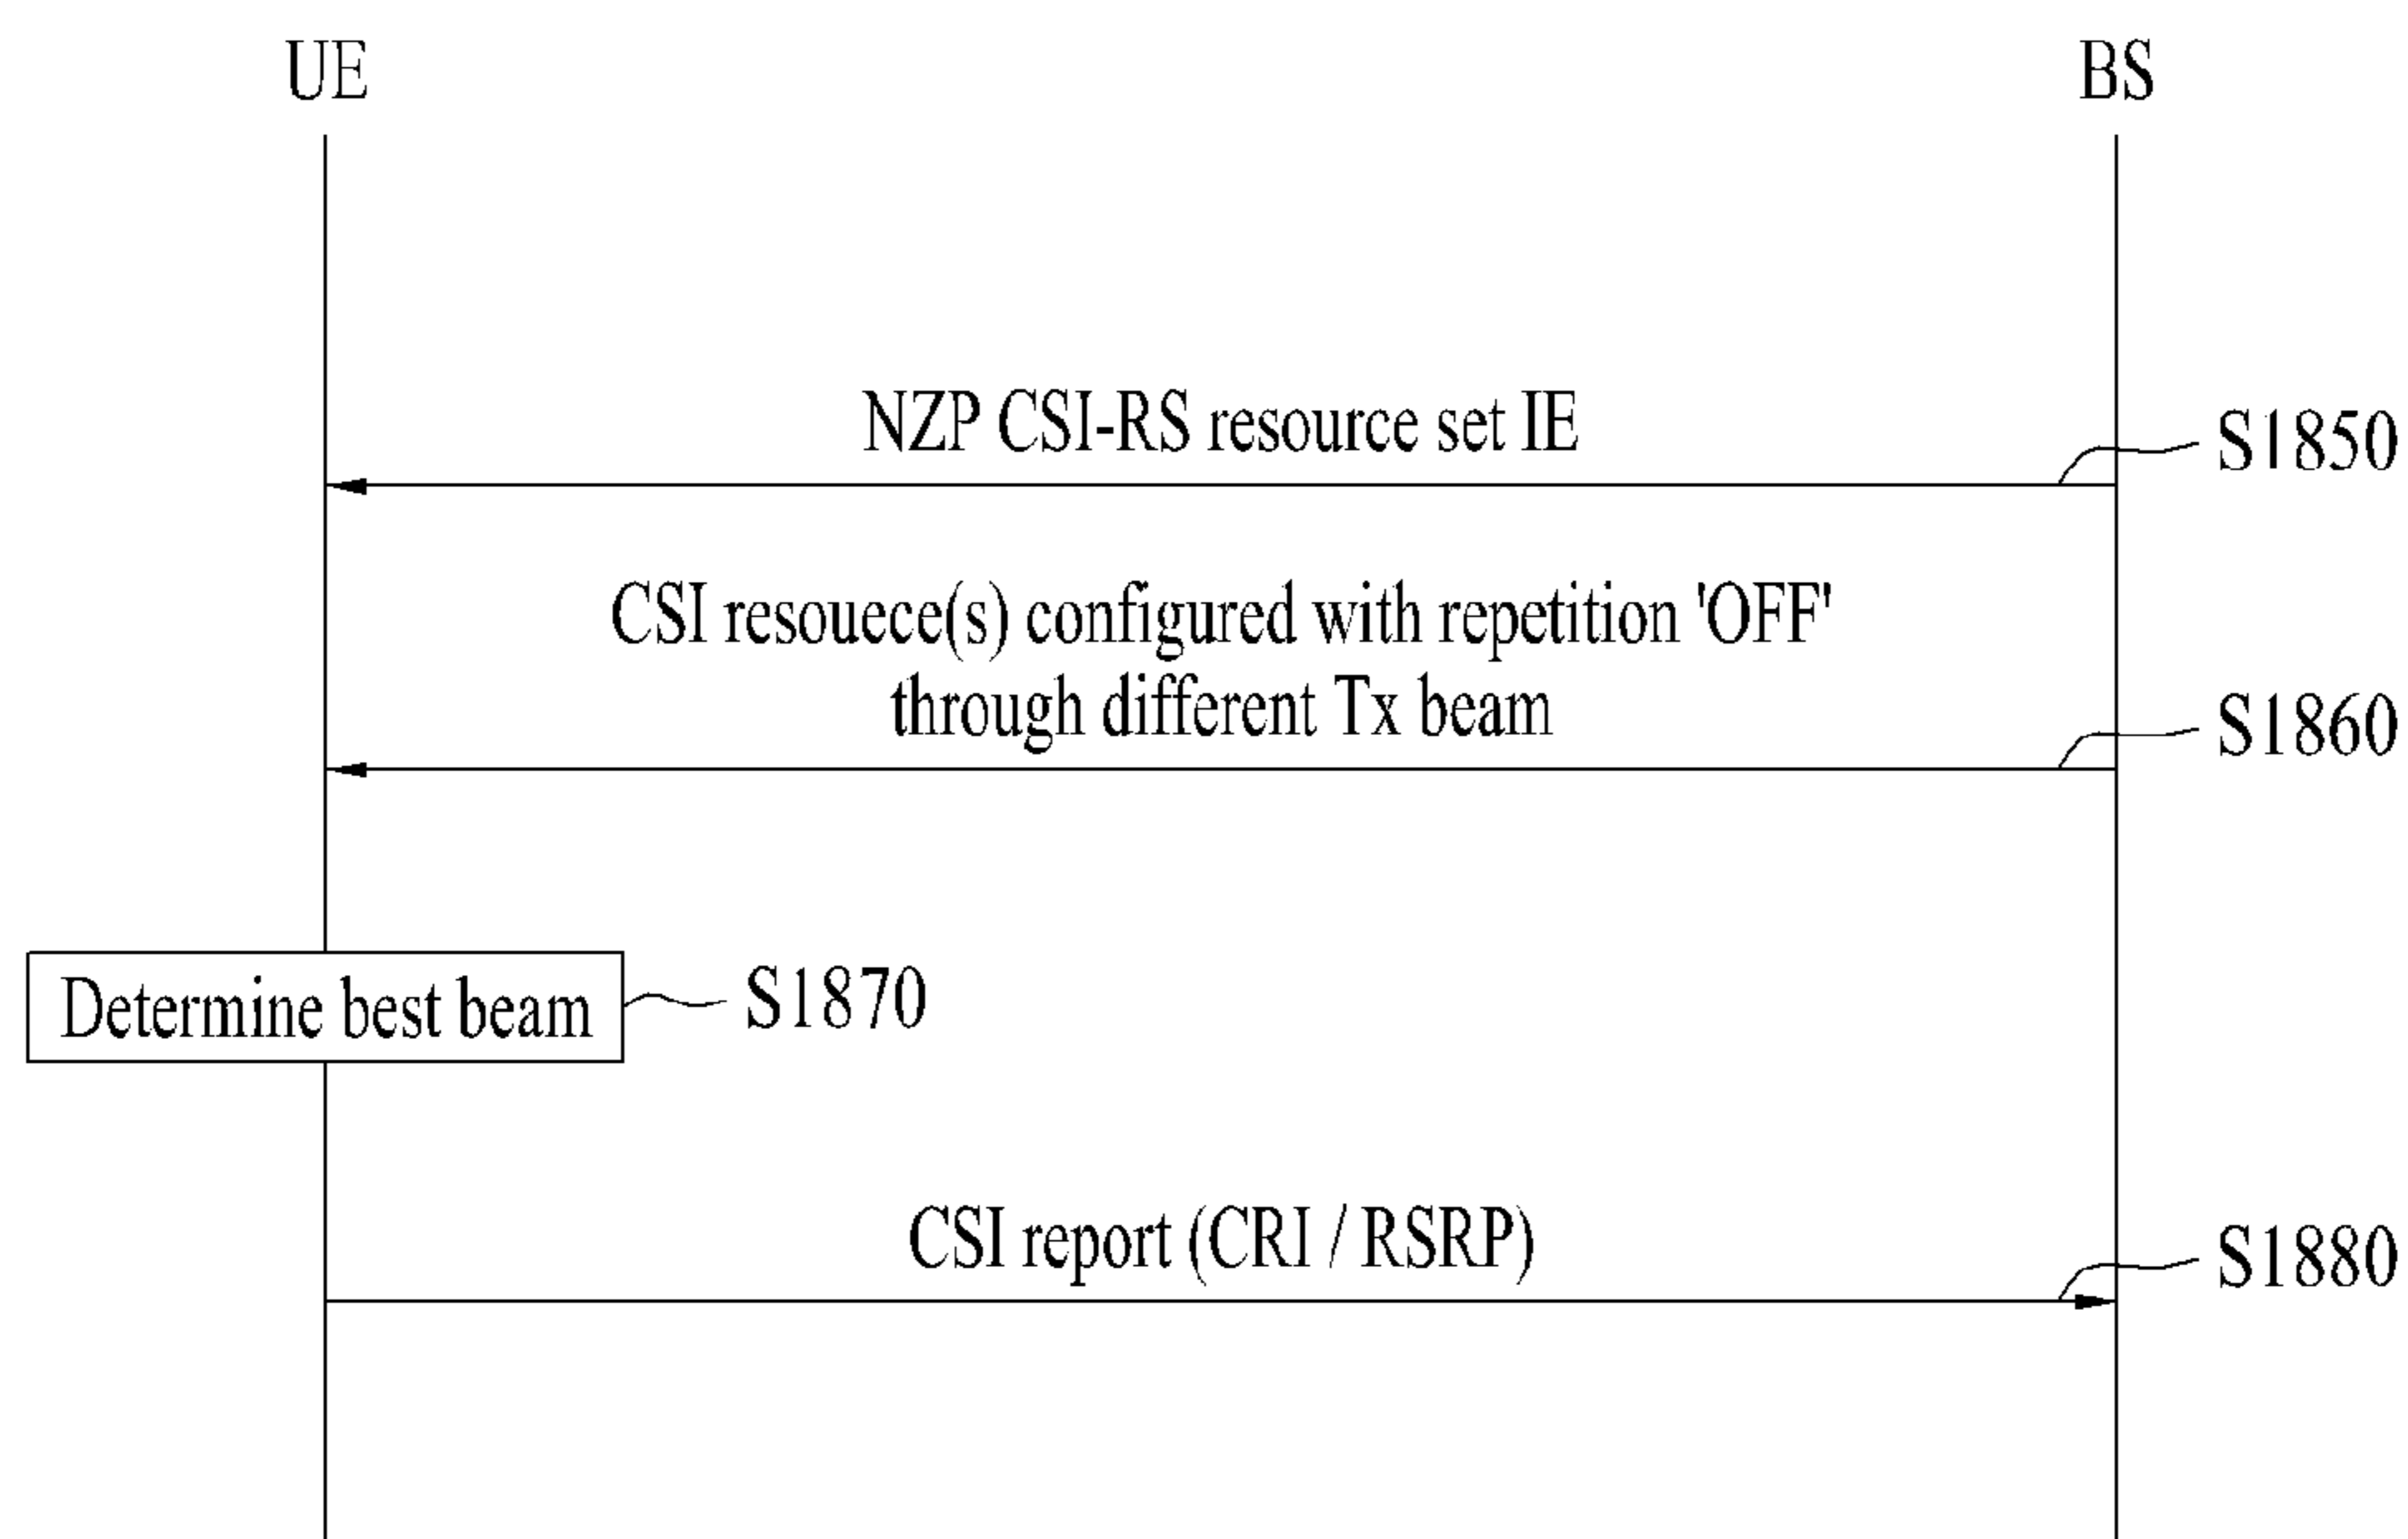 UE
BS
NZP CSI-RS resource set IE
S1850
CSI resouece(s) configured with repetition 'OFF'
through different Tx beam
S1860
Determine best beam
S1870
CSI report (CRI / RSRP)
S1880